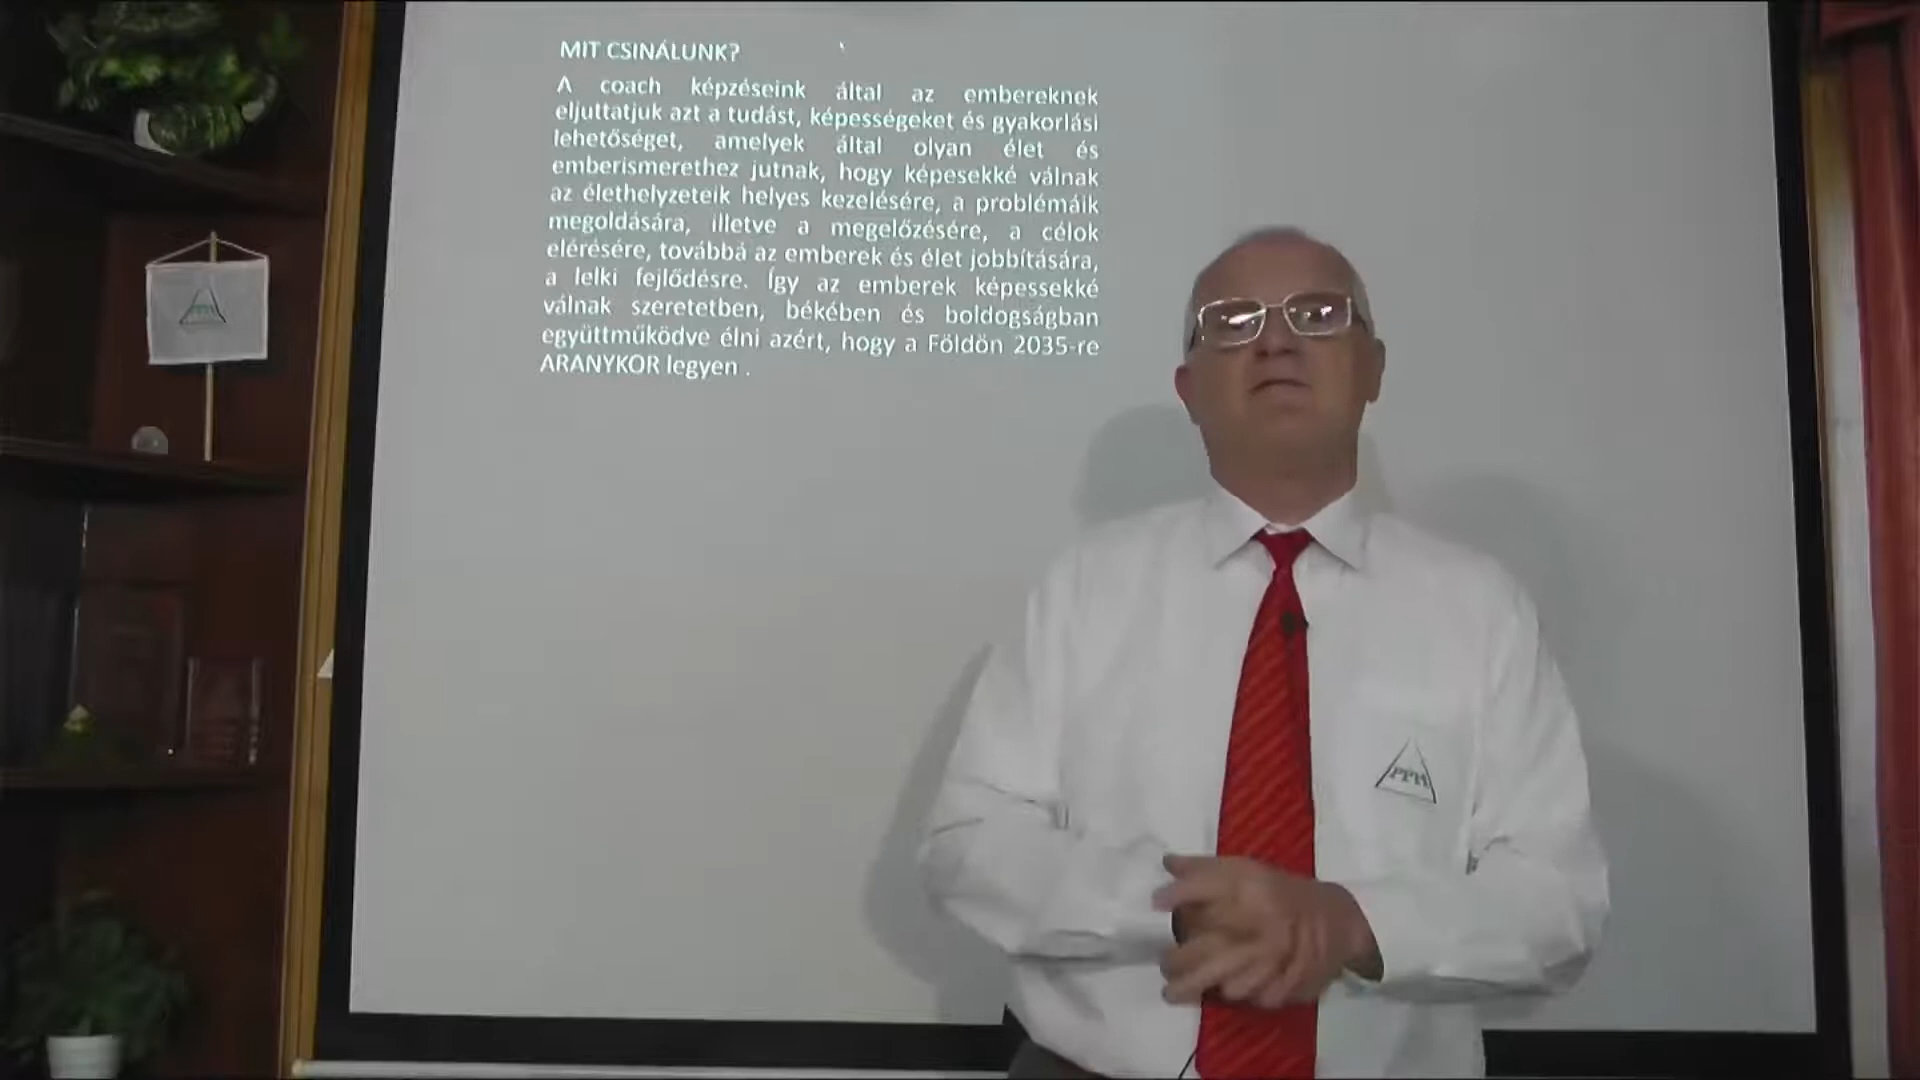 MIT CSINÁLUNK?
A coach képzéseink által az embereknek
eljuttatjuk azt a tudást, képességeket és gyakorlási
lehetőséget, amelyek által olyan élet és
emberismerethez jutnak, hogy képesekké válnak
az élethelyzeteik helyes kezelésére, a problémáik
megoldására, illetve a megelőzésére, a célok
elérésére, továbbá az emberek és élet jobbítására,
a lelki fejlődésre. Így az emberek képessekké
válnak szeretetben, békében és boldogságban
együttműködve élni azért, hogy a Földön 2035-re
ARANYKOR legyen .